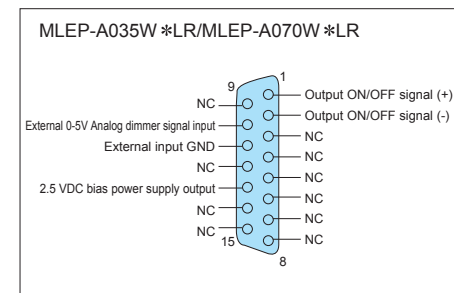 MLEP-A035W＊LR/MLEP-A070W＊LR
9
1
NC
Output ON/OFF signal (+)
External 0-5V Analog dimmer signal input
Output ON/OFF signal (-)
External input GND
NC
NC
NC
2.5 VDC bias power supply output
NC
NC
NC
NC
NC
15
NC
8